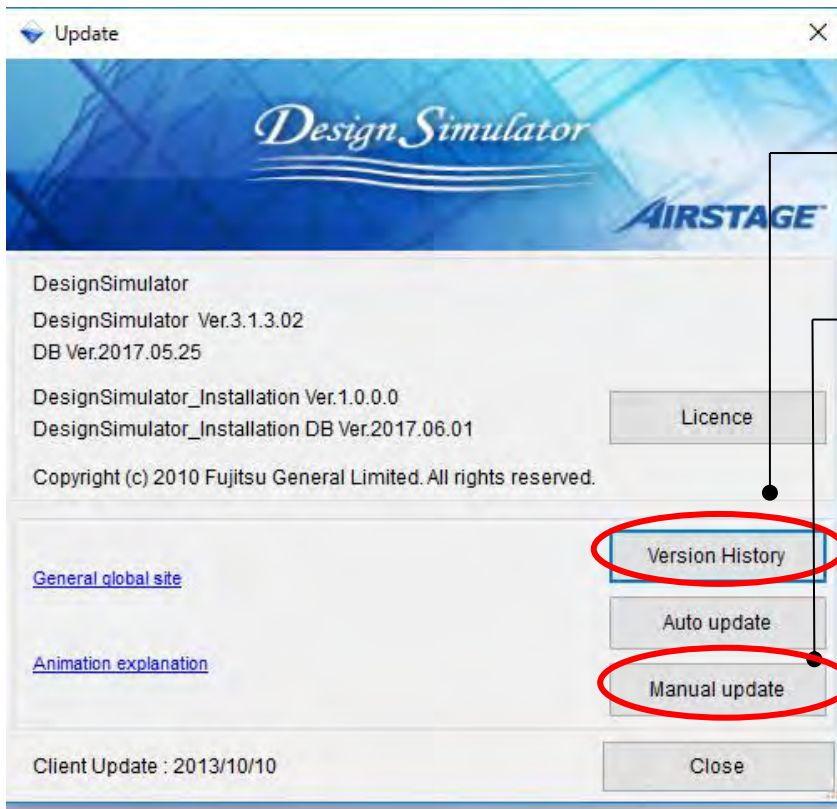 Update
Design Simulator
AIRSTAGE™
DesignSimulator
DesignSimulator Ver.3.1.3.02
DB Ver.2017.05.25
DesignSimulator_Installation Ver.1.0.0.0
DesignSimulator_Installation DB Ver.2017.06.01
Licence
Copyright (c) 2010 Fujitsu General Limited. All rights reserved.
Version History
General global site
Auto update
Animation explanation
Manual update
Client Update : 2013/10/10
Close